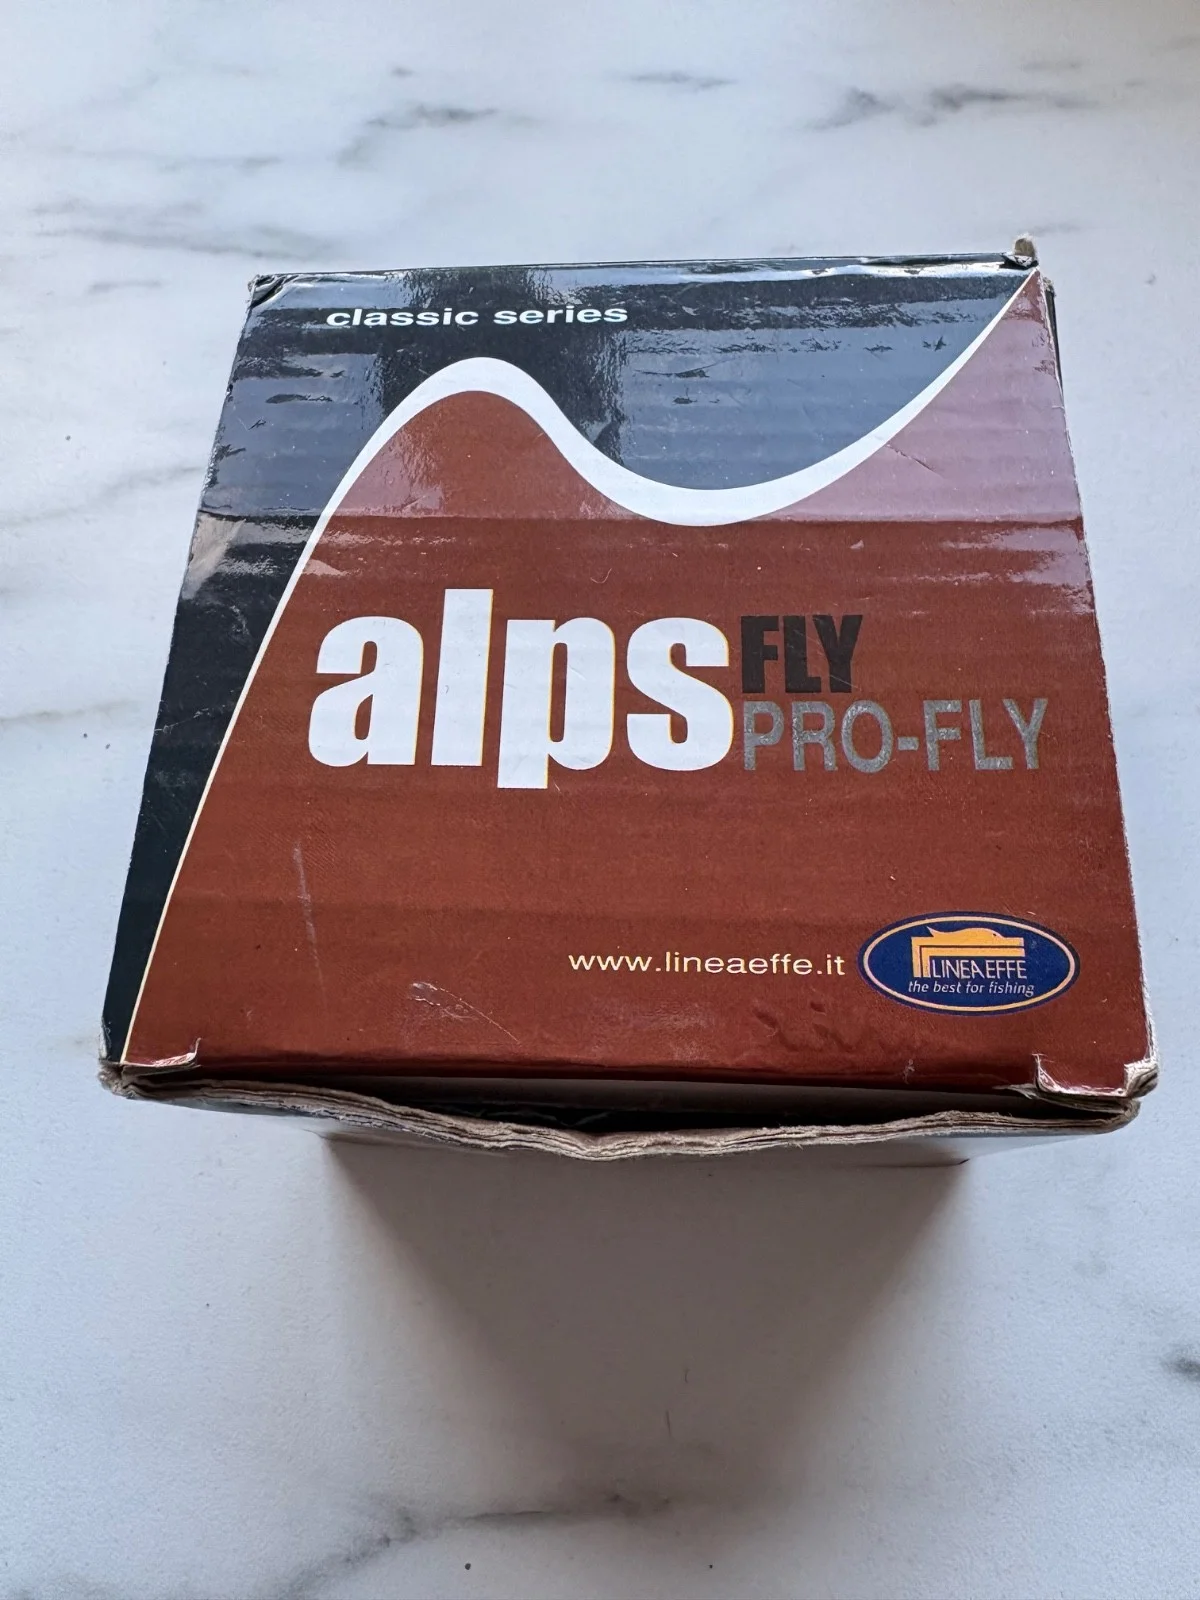 classic series
alps FLY
PRO-FLY
www.lineaeffe.it
LINEAEFFE
the best for fishing